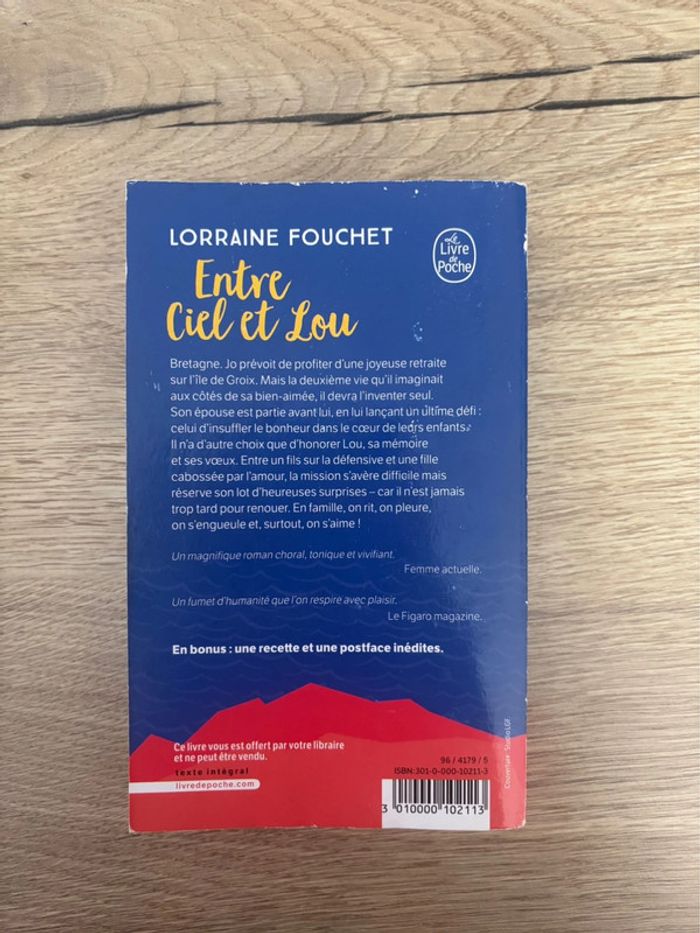 LORRAINE FOUCHET
Le
Livre
de
Poche
Entre
Ciel et Lou
Bretagne. Jo prévoit de profiter d'une joyeuse retraite
sur l'île de Groix. Mais la deuxième vie qu'il imaginait
aux côtés de sa bien-aimée, il devra l'inventer seul.
Son épouse est partie avant lui, en lui lançant un ultime défi :
celui d'insuffler le bonheur dans le cœur de leurs enfants.
Il n'a d'autre choix que d'honorer Lou, sa mémoire
et ses vœux. Entre un fils sur la défensive et une fille
cabossée par l'amour, la mission s'avère difficile mais
réserve son lot d'heureuses surprises – car il n'est jamais
trop tard pour renouer. En famille, on rit, on pleure,
on s'engueule et, surtout, on s'aime !
Un magnifique roman choral, tonique et vivifiant.
Femme actuelle.
Un fumet d'humanité que l'on respire avec plaisir.
Le Figaro magazine.
En bonus : une recette et une postface inédites.
Ce livre vous est offert par votre libraire
et ne peut être vendu.
texte intégral
livredepoche.com
96 / 4179 / 5
ISBN: 301-0-000-10211-3
3 010000 102113
Couverture : Studio LGF.